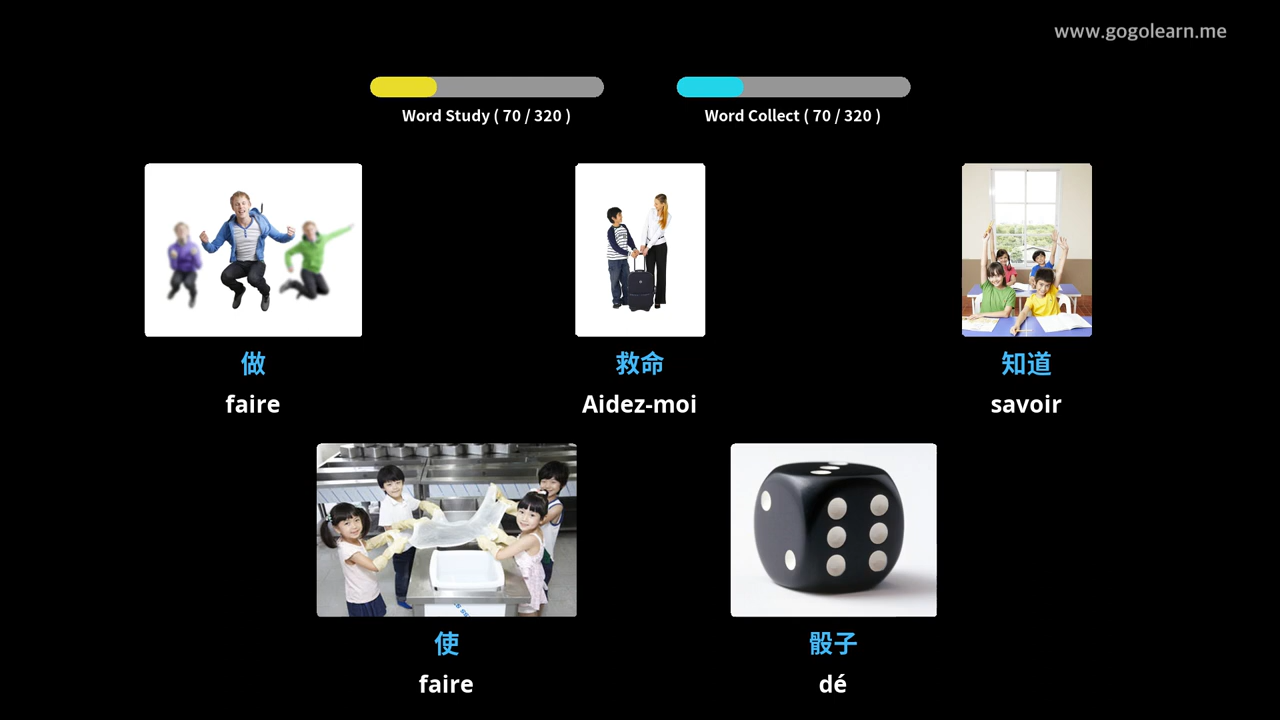 www.gogolearn.me
Word Study ( 70 / 320 )
Word Collect ( 70 / 320 )
做
faire
救命
Aidez-moi
知道
savoir
使
faire
骰子
dé